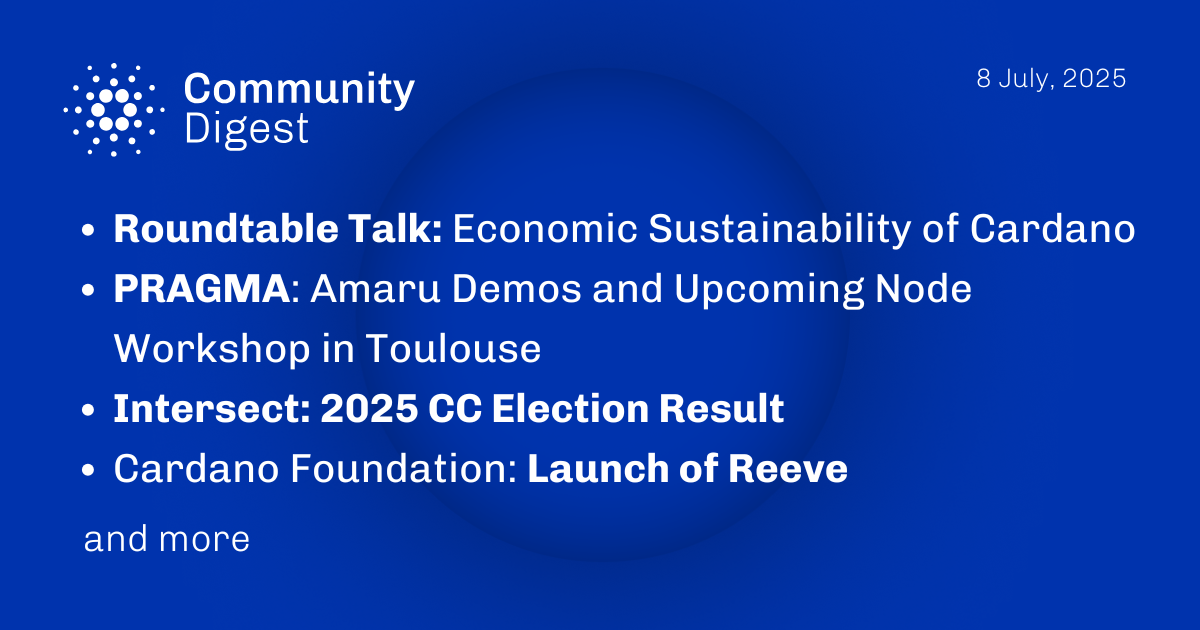 Community
Digest
8 July, 2025
• Roundtable Talk: Economic Sustainability of Cardano
• PRAGMA: Amaru Demos and Upcoming Node
Workshop in Toulouse
• Intersect: 2025 CC Election Result
• Cardano Foundation: Launch of Reeve
and more